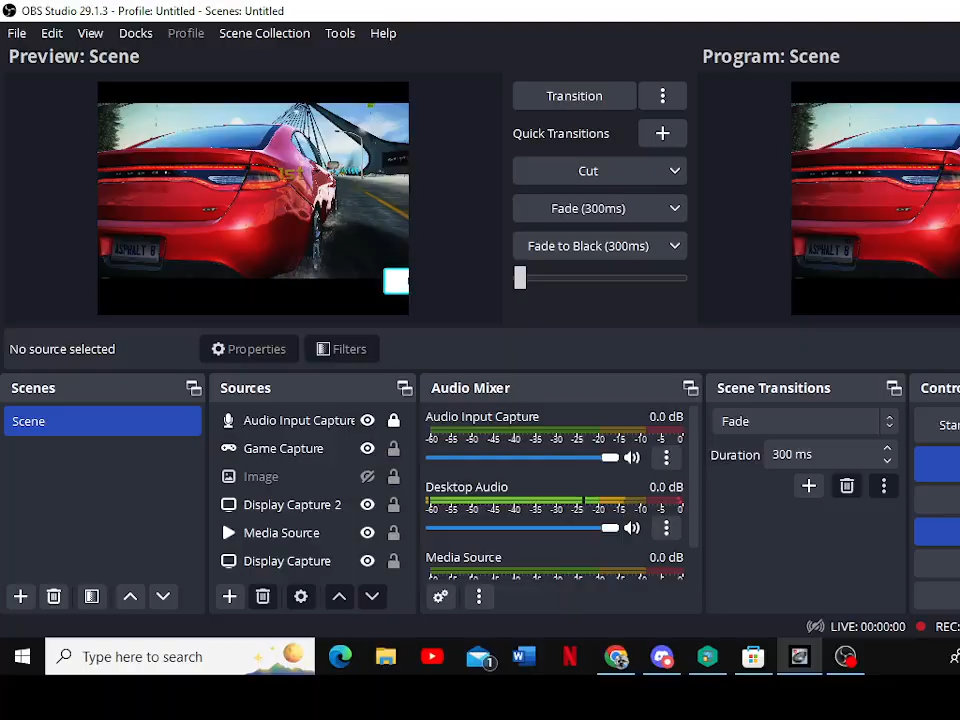 OBS Studio 29.1.3 - Profile: Untitled - Scenes: Untitled
File Edit View Docks Profile Scene Collection Tools Help
Preview: Scene
Program: Scene
Transition
Quick Transitions
Cut
Fade (300ms)
Fade to Black (300ms)
1ST
GT
ASPHALT 8
GT
ASPHALT 8
No source selected
Properties
Filters
Scenes
Scene
Sources
Audio Input Capture
Game Capture
Image
Display Capture 2
Media Source
Display Capture
Audio Mixer
Audio Input Capture 0.0 dB
-60 -55 -50 -45 -40 -35 -30 -25 -20 -15 -10 -5 0
Desktop Audio 0.0 dB
-60 -55 -50 -45 -40 -35 -30 -25 -20 -15 -10 -5 0
Media Source 0.0 dB
Scene Transitions
Fade
Duration 300 ms
Contro
Star
LIVE: 00:00:00
REC:
Type here to search
1